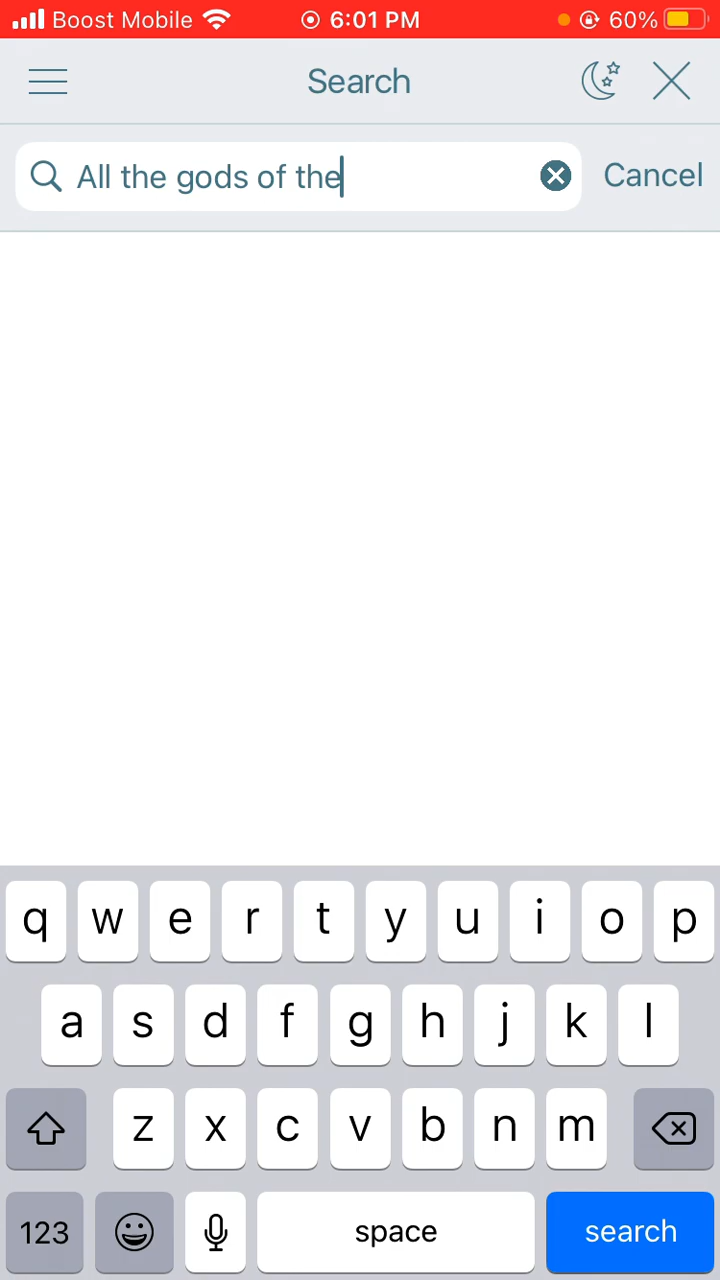 Boost Mobile 6:01 PM 60%
Search
All the gods of the Cancel
q w e r t y u i o p
a s d f g h j k l
z x c v b n m
123 space search